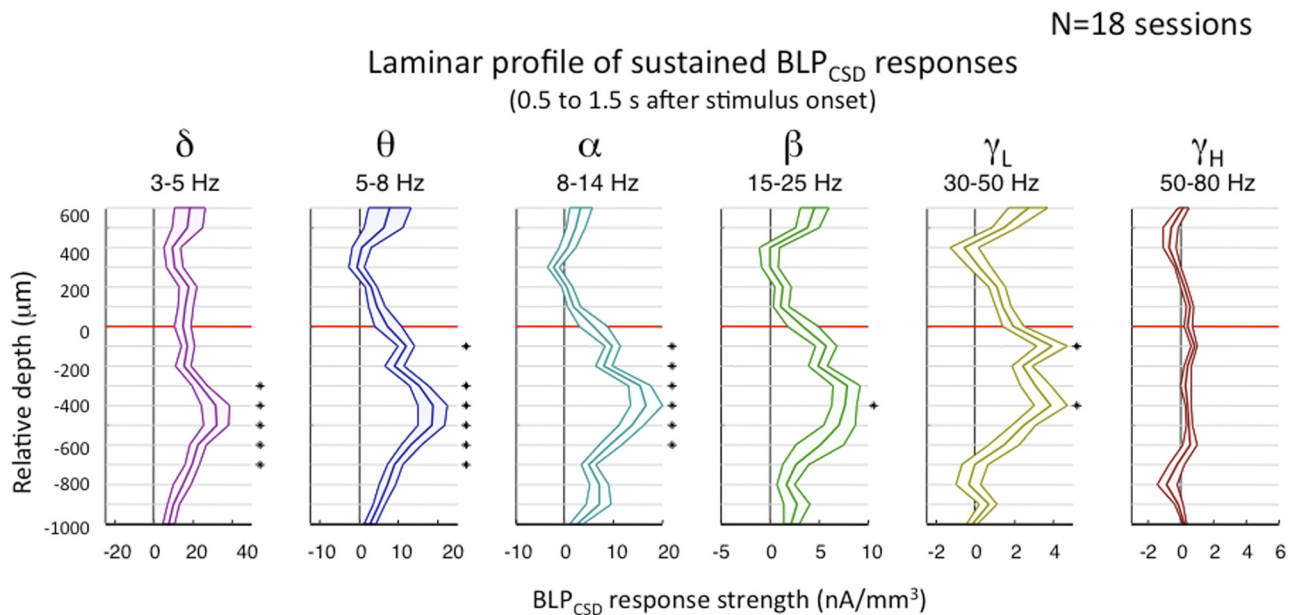 N=18 sessions
Laminar profile of sustained BLP_CSD responses
(0.5 to 1.5 s after stimulus onset)
δ θ α β γL γH
3-5 Hz 5-8 Hz 8-14 Hz 15-25 Hz 30-50 Hz 50-80 Hz
Relative depth (μm)
600
400
200
0
-200
-400
-600
-800
-1000
-20 0 20 40 -10 0 10 20 -10 0 10 20 -5 0 5 10 -2 0 2 4 -2 0 2 4 6
BLP_CSD response strength (nA/mm³)